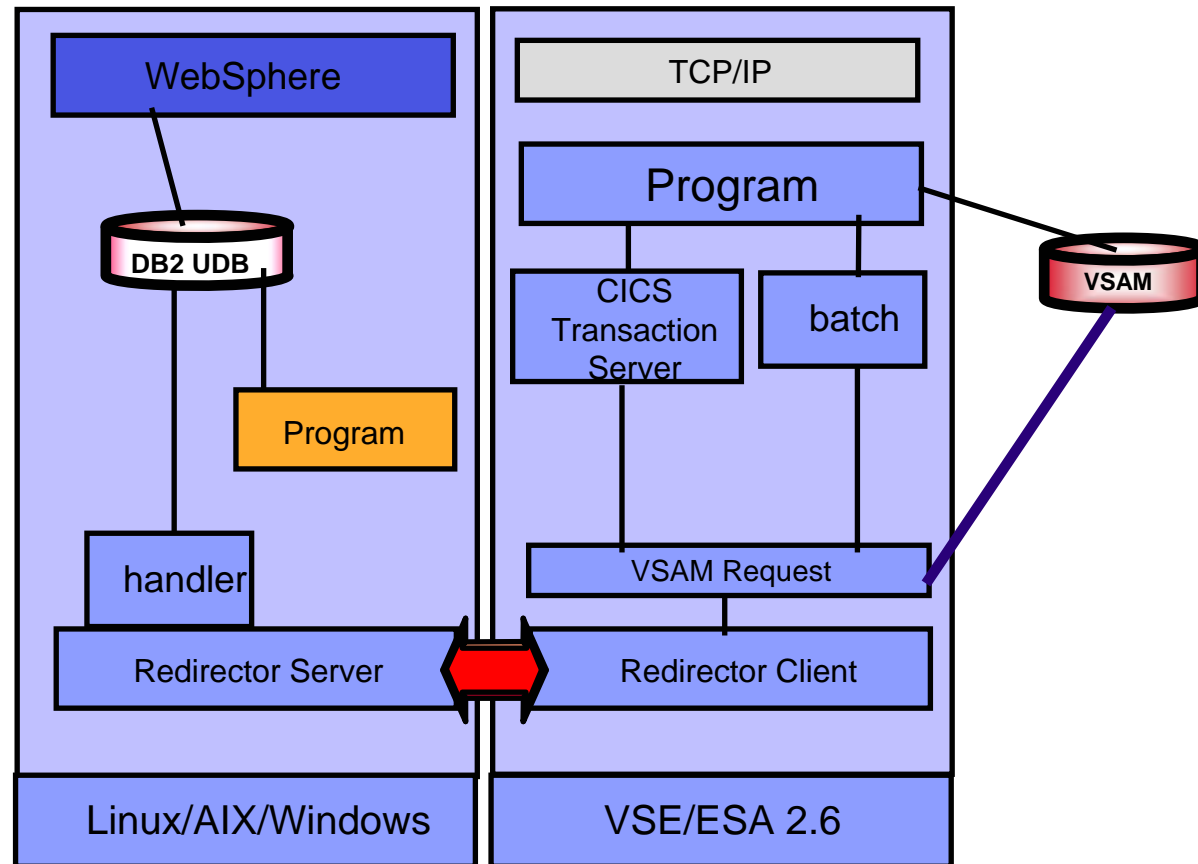 WebSphere
DB2 UDB
Program
handler
Redirector Server
Linux/AIX/Windows
TCP/IP
Program
CICS
Transaction
Server
batch
VSAM Request
Redirector Client
VSE/ESA 2.6
VSAM